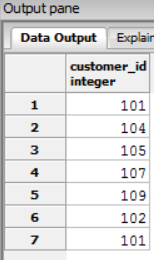 Output pane
Data Output Explain
customer_id
integer
1 101
2 104
3 105
4 107
5 109
6 102
7 101